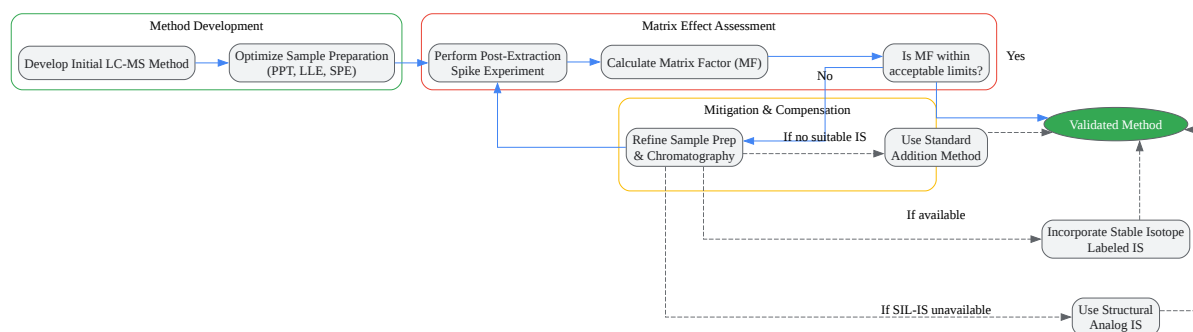 Method Development
Develop Initial LC-MS Method
Optimize Sample Preparation
(PPT, LLE, SPE)
Matrix Effect Assessment
Perform Post-Extraction
Spike Experiment
Calculate Matrix Factor (MF)
Is MF within
acceptable limits?
Yes
No
Mitigation & Compensation
Refine Sample Prep
& Chromatography
If no suitable IS
Use Standard
Addition Method
Validated Method
If available
Incorporate Stable Isotope
Labeled IS
If SIL-IS unavailable
Use Structural
Analog IS